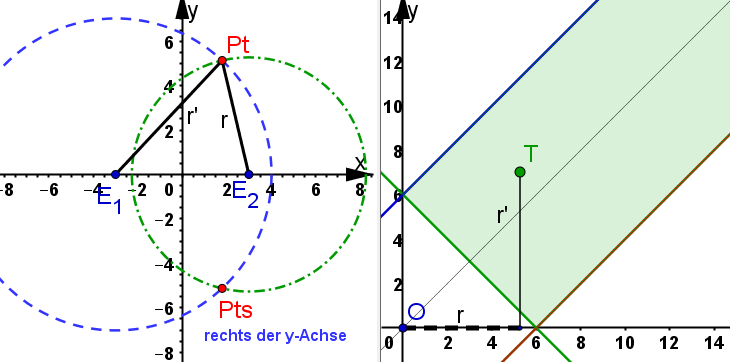 y
6
Pt
4
r'
r
2
x
-8 -6 -4 -2 0 2 4 6 8
E1 E2
-2
-4
-6
Pts
rechts der y-Achse
-8
y
14
12
10
8
T
6
r'
4
2
O
r
0 2 4 6 8 10 12 14